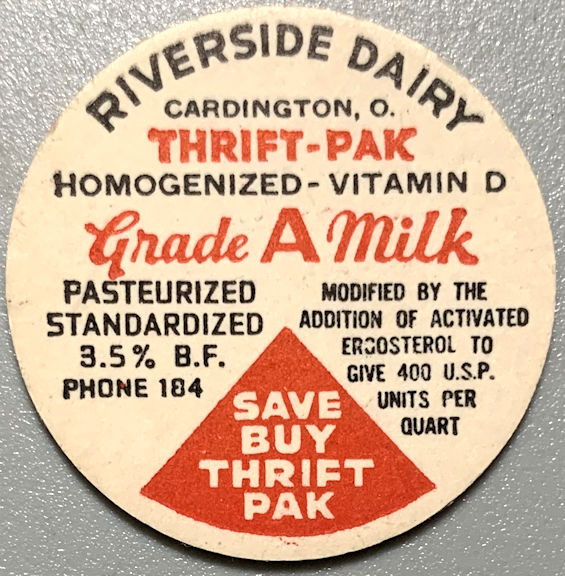 RIVERSIDE DAIRY
CARDINGTON, O.
THRIFT-PAK
HOMOGENIZED - VITAMIN D
Grade A Milk
PASTEURIZED
STANDARDIZED
3.5% B.F.
PHONE 184
MODIFIED BY THE
ADDITION OF ACTIVATED
ERGOSTEROL TO
GIVE 400 U.S.P.
UNITS PER
QUART
SAVE
BUY
THRIFT
PAK